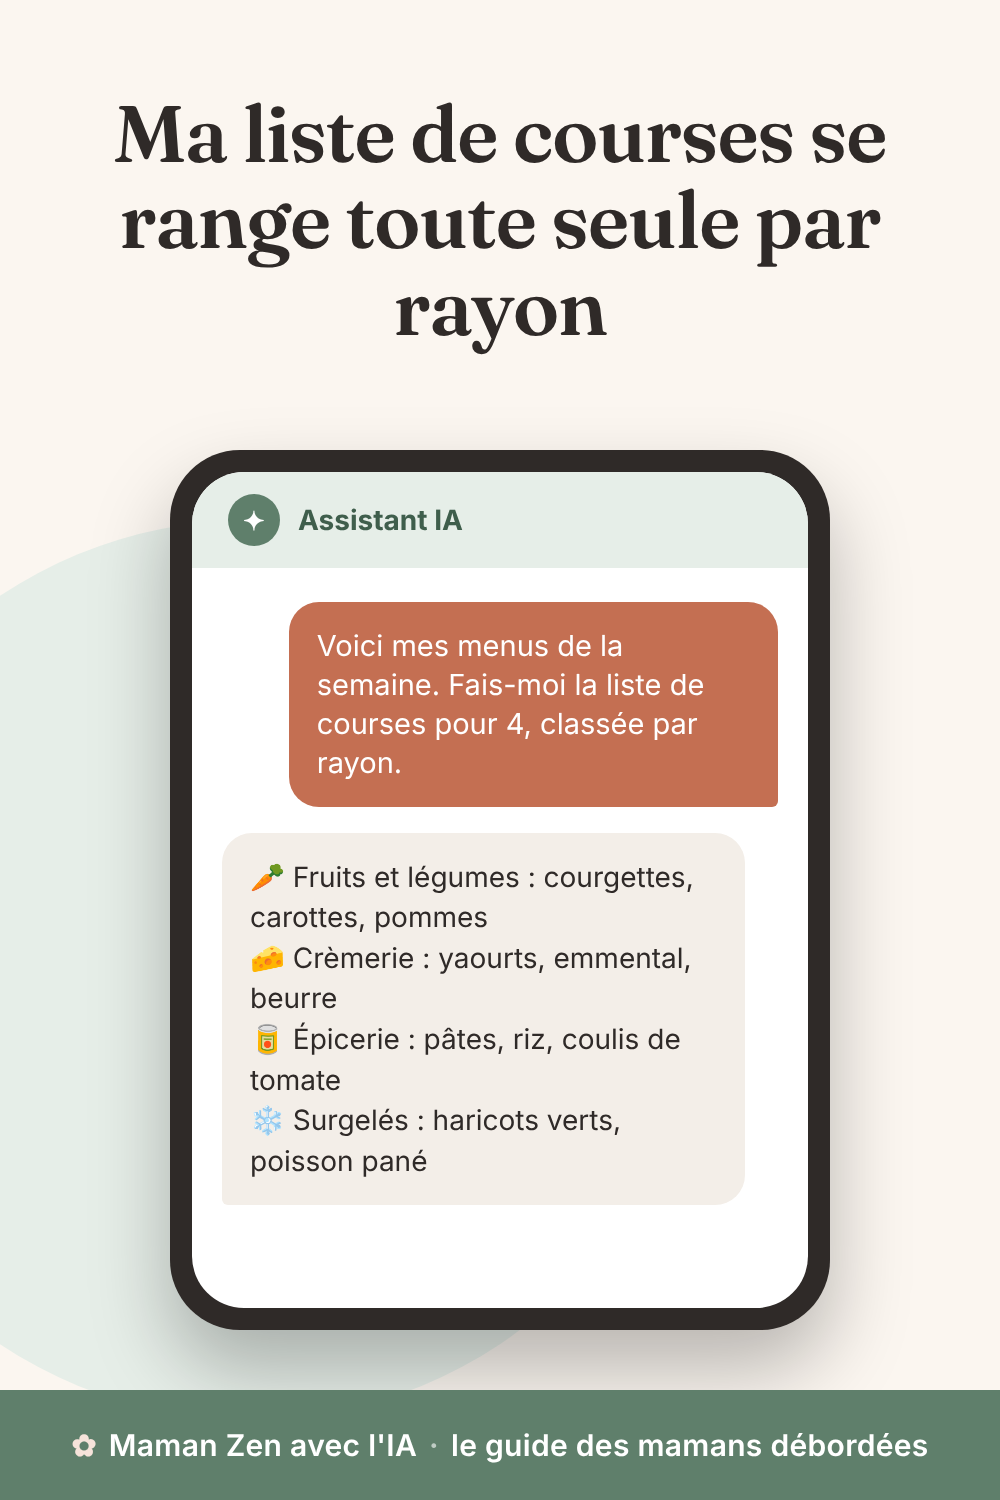 Ma liste de courses se
range toute seule par
rayon
Assistant IA
Voici mes menus de la
semaine. Fais-moi la liste de
courses pour 4, classée par
rayon.
🥕 Fruits et légumes : courgettes,
carottes, pommes
🧀 Crèmerie : yaourts, emmental,
beurre
🥫 Épicerie : pâtes, riz, coulis de
tomate
❄️ Surgelés : haricots verts,
poisson pané
✿ Maman Zen avec l'IA · le guide des mamans débordées